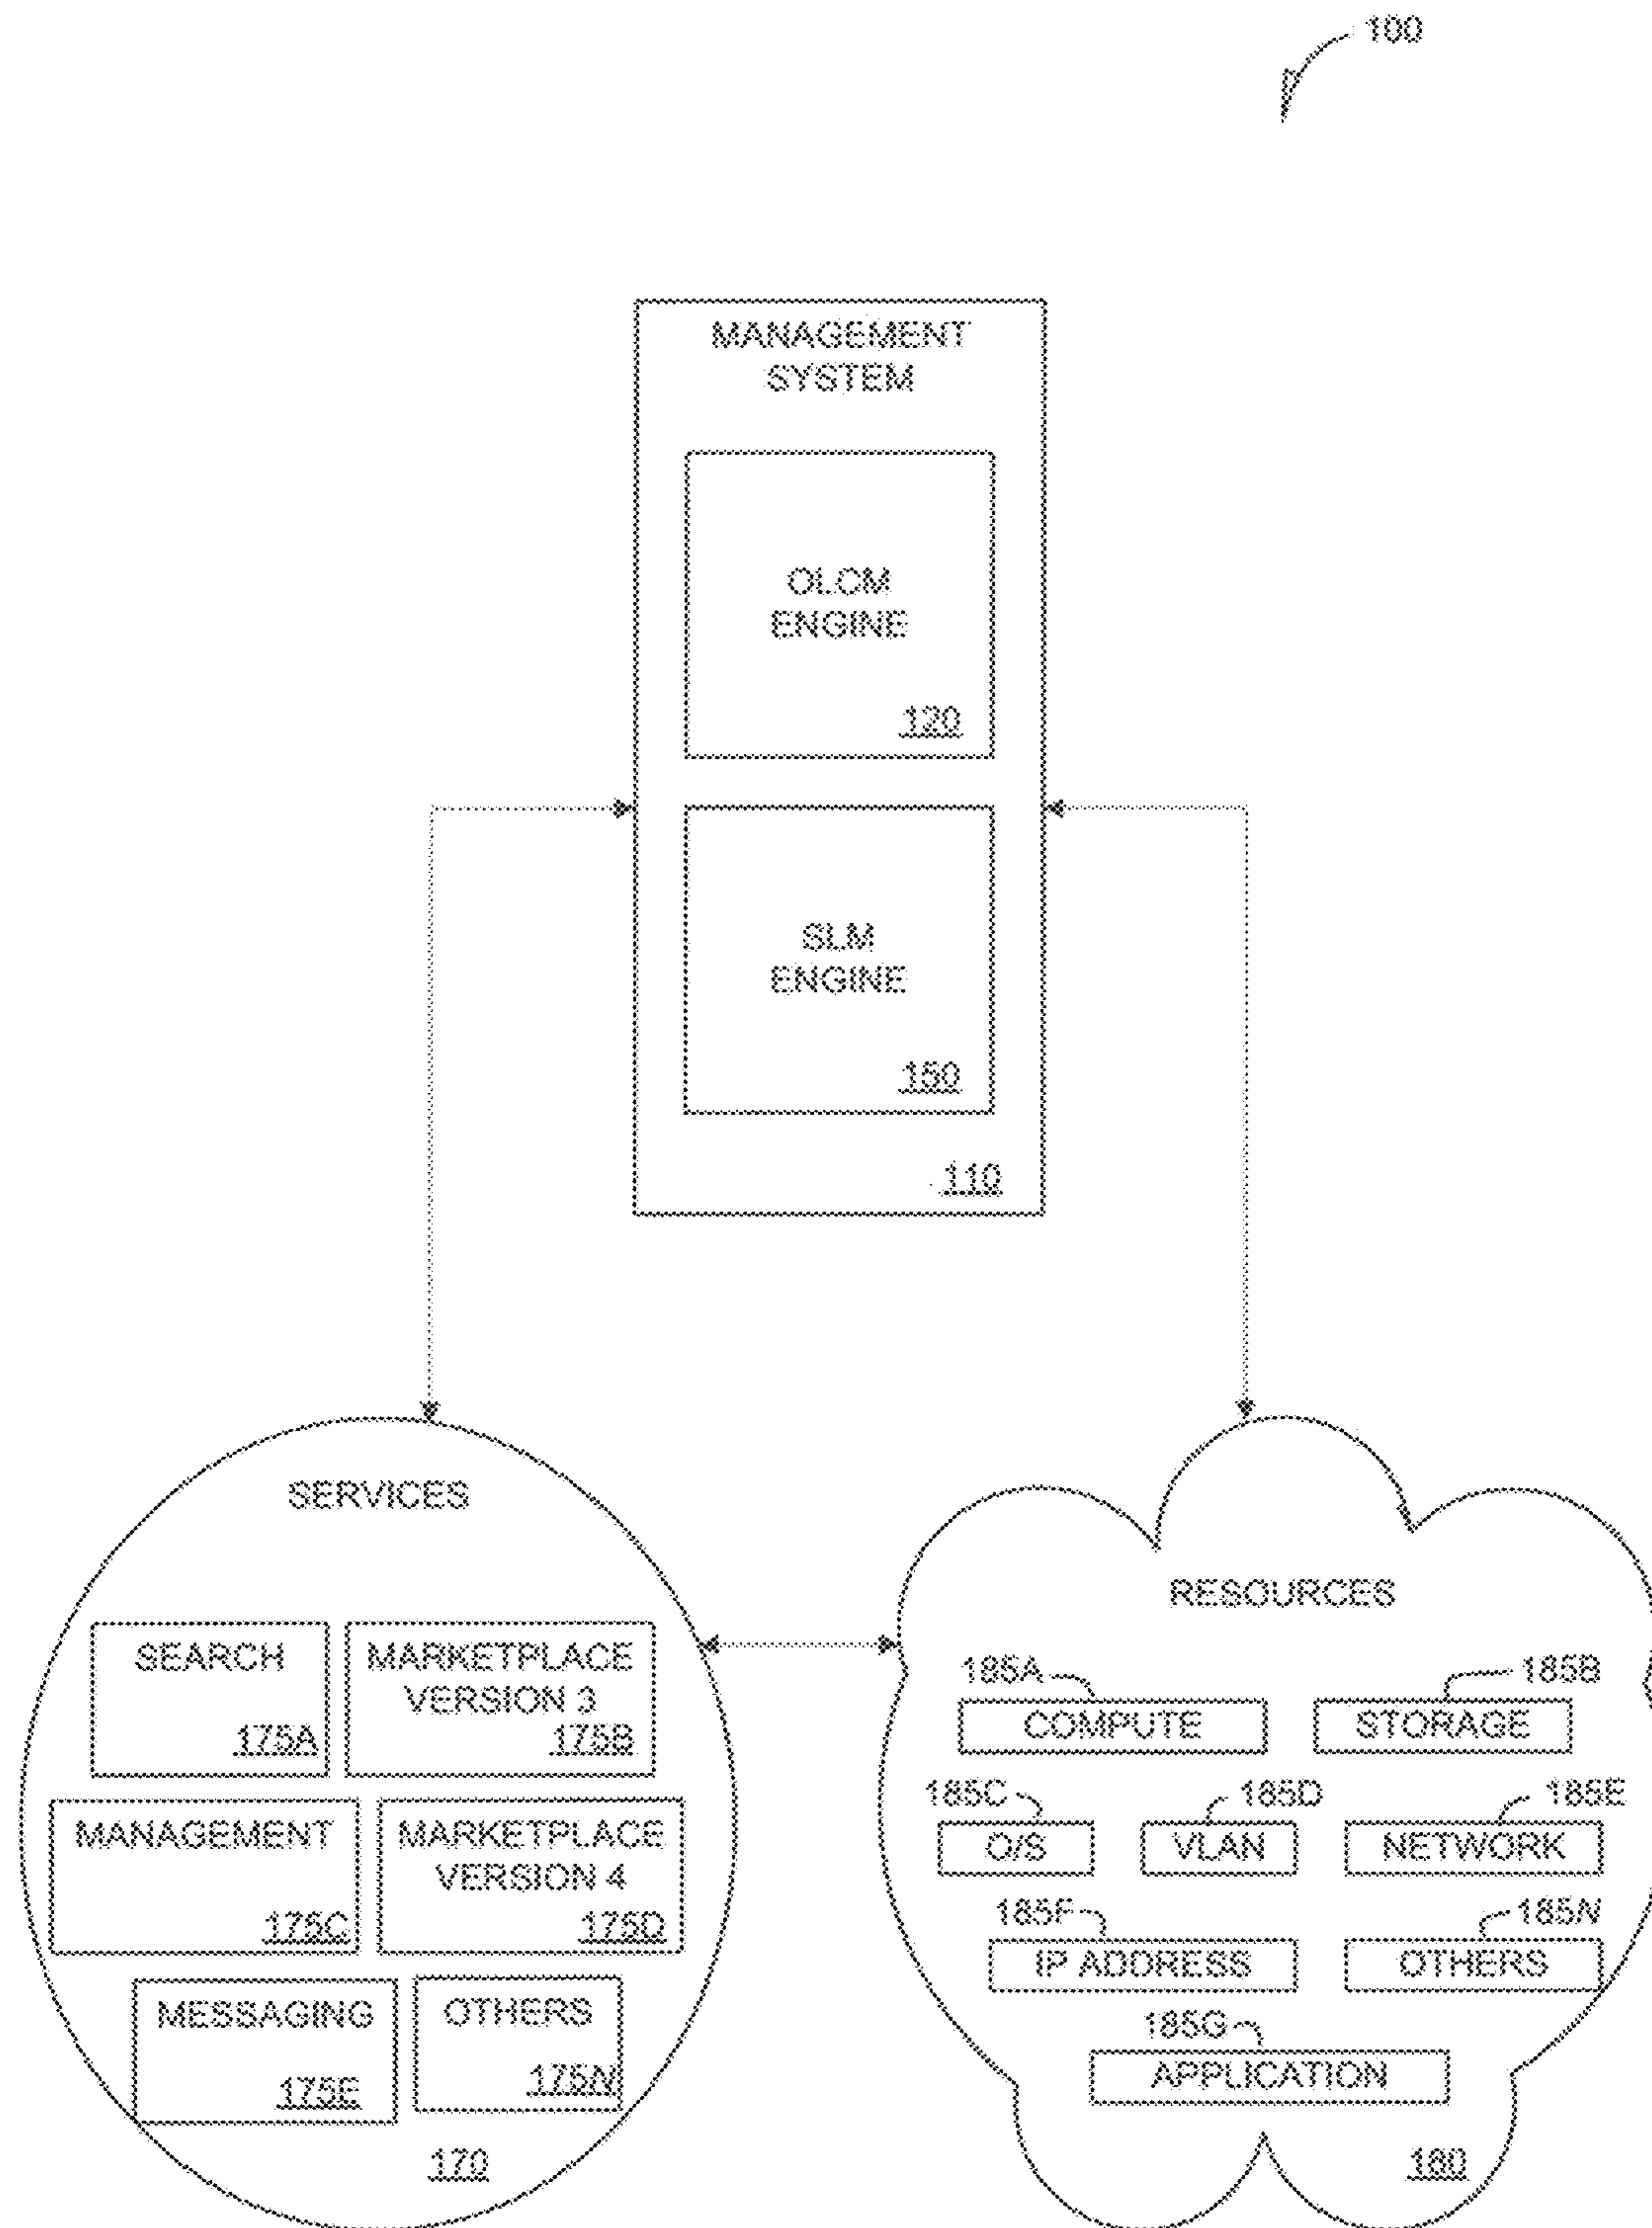 100
MANAGEMENT
SYSTEM
OLCM
ENGINE
120
SLM
ENGINE
150
110
SERVICES
SEARCH
175A
MARKETPLACE
VERSION 3
175B
MANAGEMENT
175C
MARKETPLACE
VERSION 4
175D
MESSAGING
175E
OTHERS
175N
170
RESOURCES
185A
COMPUTE
185B
STORAGE
185C
O/S
185D
VLAN
185E
NETWORK
185F
IP ADDRESS
185N
OTHERS
185G
APPLICATION
180